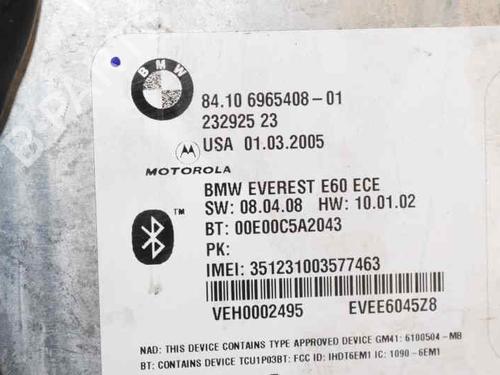 BMW
84.10 6965408-01
232925 23
USA 01.03.2005
MOTOROLA
BMW EVEREST E60 ECE
SW: 08.04.08 HW: 10.01.02
TM
BT: 00E00C5A2043
PK:
IMEI: 351231003577463
VEH0002495 EVEE6045Z8
NAD: THIS DEVICE CONTAINS TYPE APPROVED DEVICE GM41: 6100504-MB
BT: CONTAINS DEVICE TCU1P03BT: FCC ID: IHDT6EM1 IC: 1090-6EM1